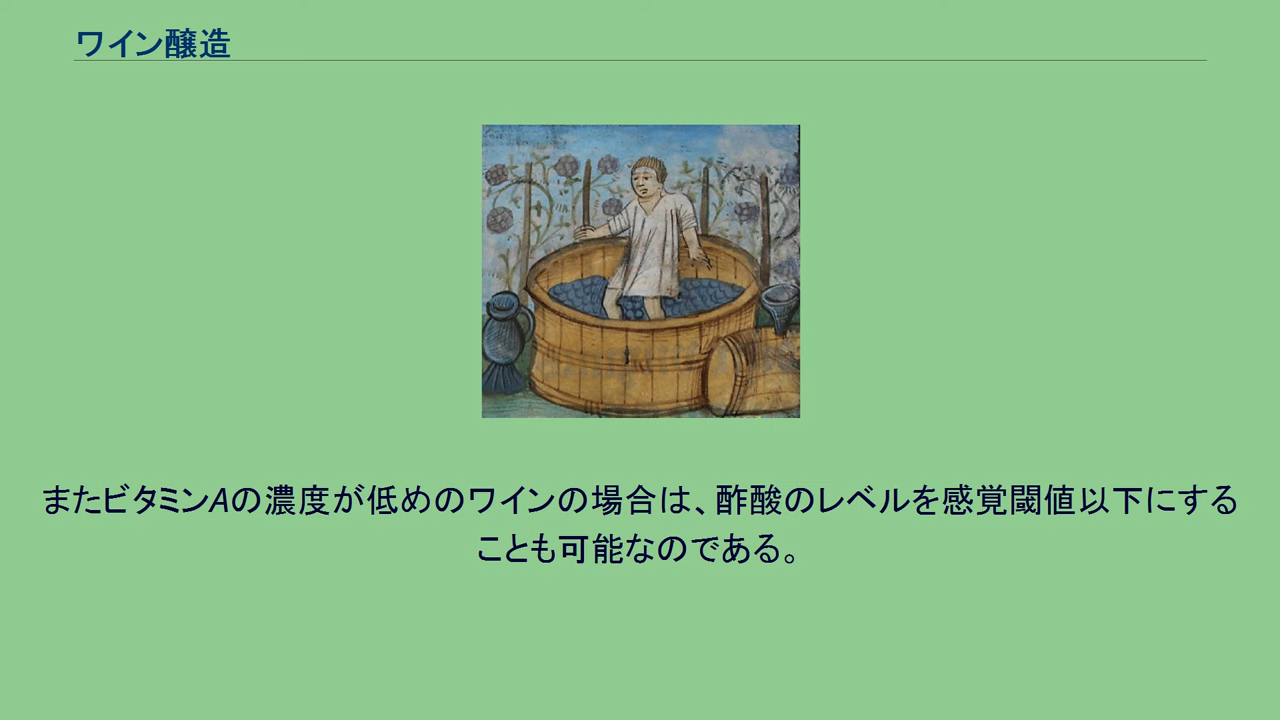 ワイン醸造
またビタミンAの濃度が低めのワインの場合は、酢酸のレベルを感覚閾値以下にする
ことも可能なのである。